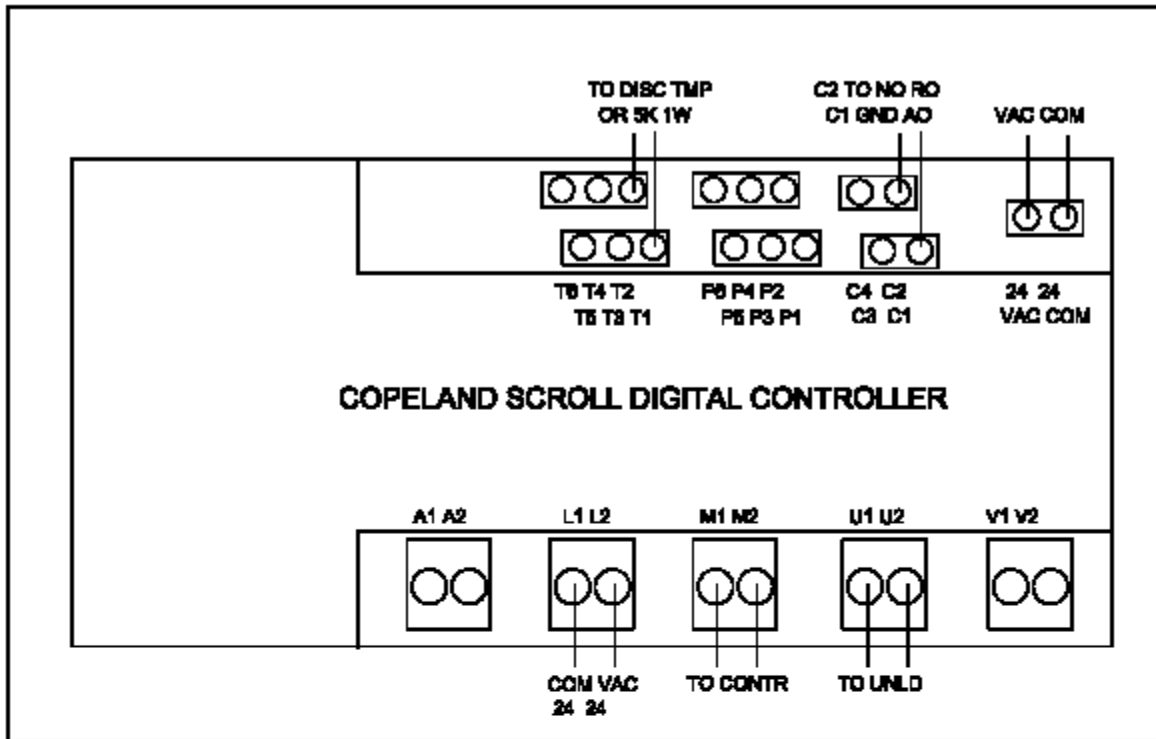 TO DISC TMP
OR 5K 1W
C2 TO NO RO
C1 GND AO
VAC COM
T6 T4 T2
T5 T3 T1
P6 P4 P2
P5 P3 P1
C4 C2
C3 C1
24 24
VAC COM
COPELAND SCROLL DIGITAL CONTROLLER
A1 A2
L1 L2
M1 M2
U1 U2
V1 V2
COM VAC
24 24
TO CONTR
TO UNLD